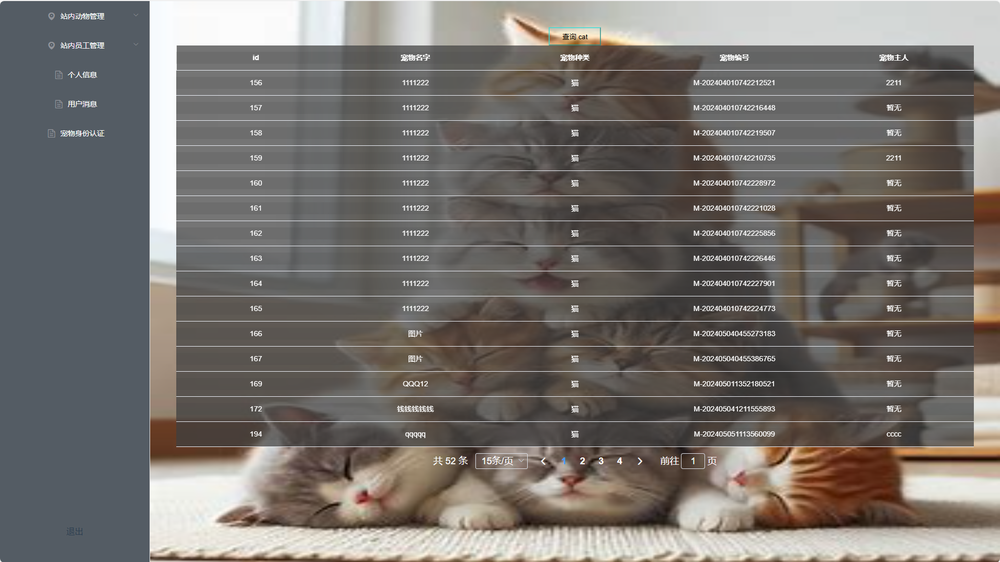 站内动物管理
站内员工管理
个人信息
用户消息
宠物身份认证
退出
查询 cat
id 宠物名字 宠物种类 宠物编号 宠物主人
156 1111222 猫 M-202404010742212521 2211
157 1111222 猫 M-202404010742216448 暂无
158 1111222 猫 M-202404010742219507 暂无
159 1111222 猫 M-202404010742210735 2211
160 1111222 猫 M-202404010742228972 暂无
161 1111222 猫 M-202404010742221028 暂无
162 1111222 猫 M-202404010742225856 暂无
163 1111222 猫 M-202404010742226446 暂无
164 1111222 猫 M-202404010742227901 暂无
165 1111222 猫 M-202404010742224773 暂无
166 图片 猫 M-202405040455273183 暂无
167 图片 猫 M-202405040455386765 暂无
169 QQQ12 猫 M-202405011352180521 暂无
172 钱钱钱钱钱 猫 M-202405041211555893 暂无
194 qqqqq 猫 M-202405051113560099 cccc
共 52 条 15条/页 1 2 3 4 前往 1 页